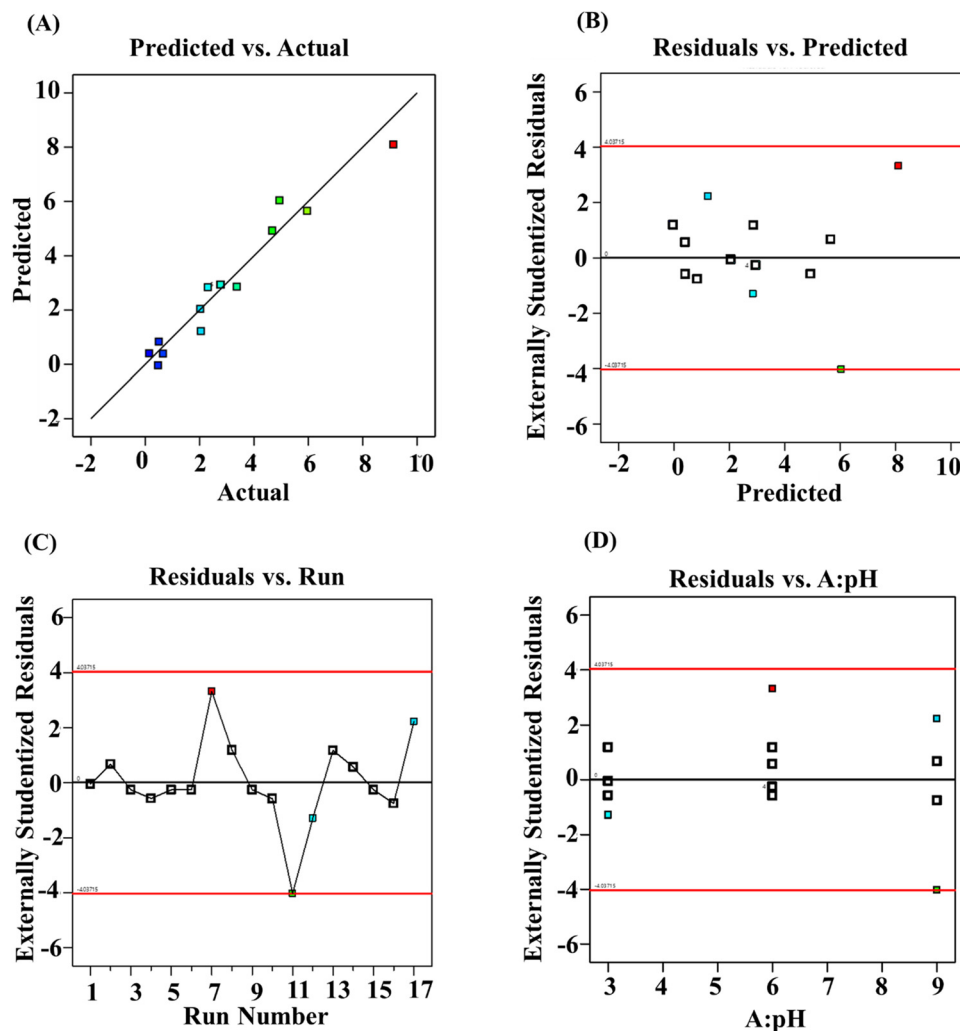 (A)
Predicted vs. Actual
Predicted
10
8
6
4
2
0
-2
-2 0 2 4 6 8 10
Actual
(B)
Residuals vs. Predicted
Externally Studentized Residuals
6
4
2
0
-2
-4
-6
4.03715
0
4
-4.03715
-2 0 2 4 6 8 10
Predicted
(C)
Residuals vs. Run
Externally Studentized Residuals
6
4
2
0
-2
-4
-6
4.03715
0
-4.03715
1 3 5 7 9 11 13 15 17
Run Number
(D)
Residuals vs. A:pH
Externally Studentized Residuals
6
4
2
0
-2
-4
-6
4.03715
0
4
-4.03715
3 4 5 6 7 8 9
A:pH